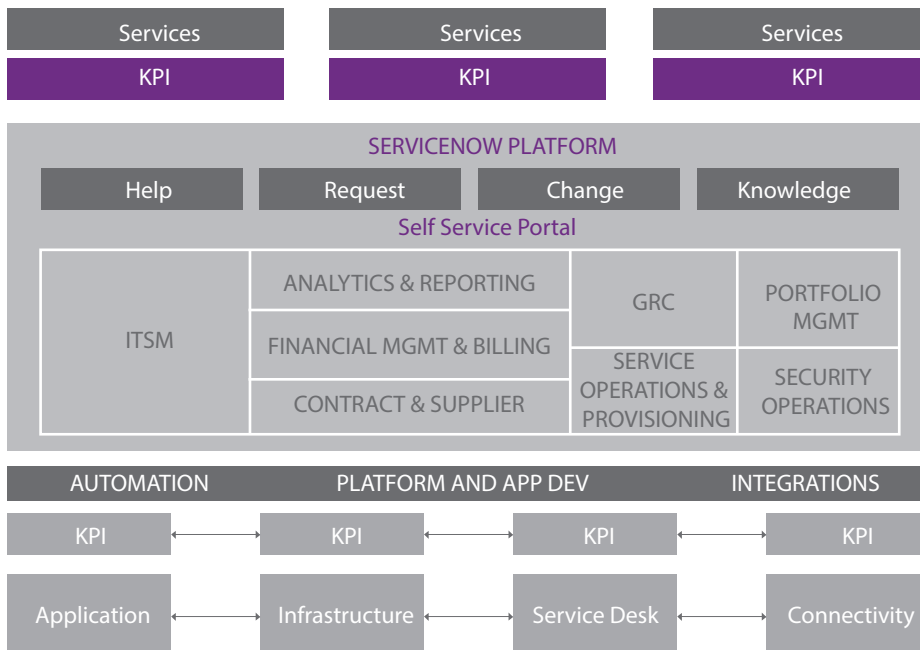 Services Services Services
KPI KPI KPI
SERVICENOW PLATFORM
Help Request Change Knowledge
Self Service Portal
ITSM
ANALYTICS & REPORTING
FINANCIAL MGMT & BILLING
CONTRACT & SUPPLIER
GRC
SERVICE
OPERATIONS &
PROVISIONING
PORTFOLIO
MGMT
SECURITY
OPERATIONS
AUTOMATION PLATFORM AND APP DEV INTEGRATIONS
KPI KPI KPI KPI
Application Infrastructure Service Desk Connectivity